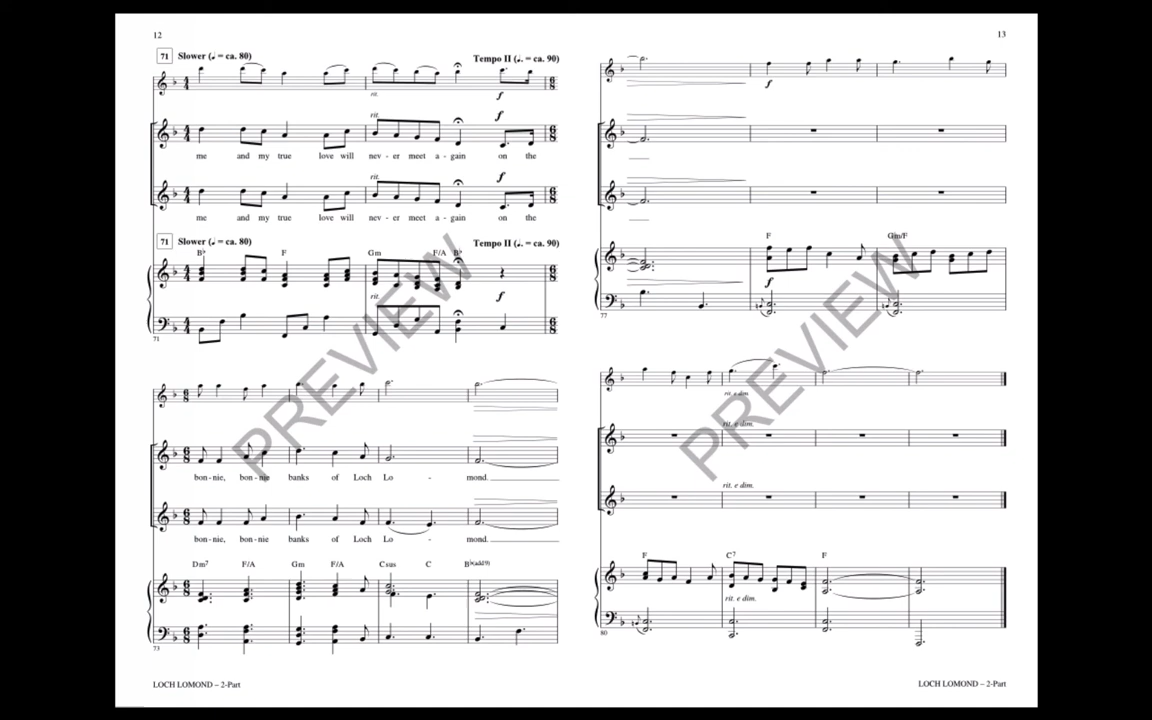 12
71 Slower (♩ = ca. 80) Tempo II (♩. = ca. 90)
rit. f
rit. f
me and my true love will nev - er meet a - gain on the
rit. f
me and my true love will nev - er meet a - gain on the
71 Slower (♩ = ca. 80) Tempo II (♩. = ca. 90)
B♭ F Gm F/A B♭
rit. f
71
bon-nie, bon-nie banks of Loch Lo - mond.
bon-nie, bon-nie banks of Loch Lo - mond.
Dm7 F/A Gm F/A Csus C B♭(add9)
73
LOCH LOMOND – 2-Part
PREVIEW
13
f
F Gm/F
f
77
rit. e dim.
rit. e dim.
rit. e dim.
F C7 F
rit. e dim.
80
LOCH LOMOND – 2-Part
PREVIEW